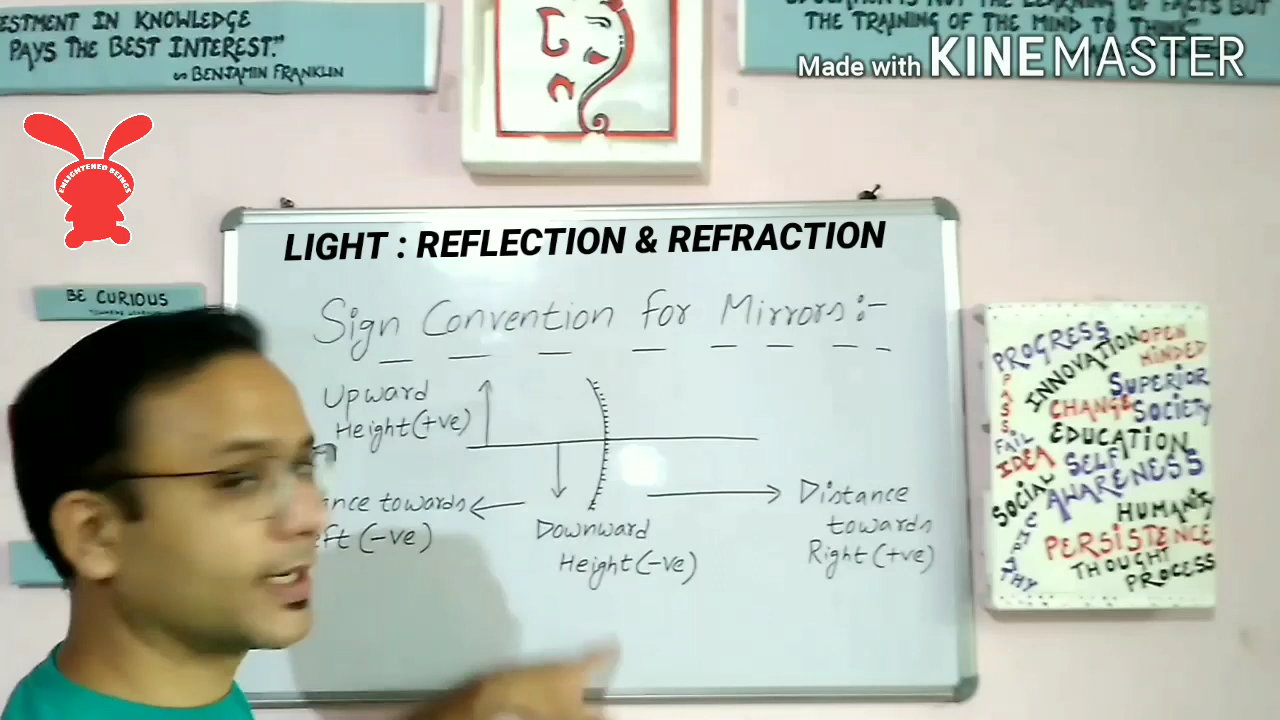 ESTMENT IN KNOWLEDGE
PAYS THE BEST INTEREST."
BENJAMIN FRANKLIN
THE TRAINING OF THE MIND TO THINK"
Made with KINEMASTER
ENLIGHTENED BEINGS
LIGHT : REFLECTION & REFRACTION
Sign Convention for Mirrors:-
BE CURIOUS
Upward
Height(+ve)
ance towards
eft (-ve)
Downward
Height(-ve)
Distance
towards
Right(+ve)
PROGRESS
INNOVATION
OPEN
MINDED
SUPERIOR
CHANGE
SOCIETY
FAIL
EDUCATION
IDEA
SELF
AWARENESS
SOCIAL
HUMANITY
PERSISTENCE
THOUGHT
PROCESS